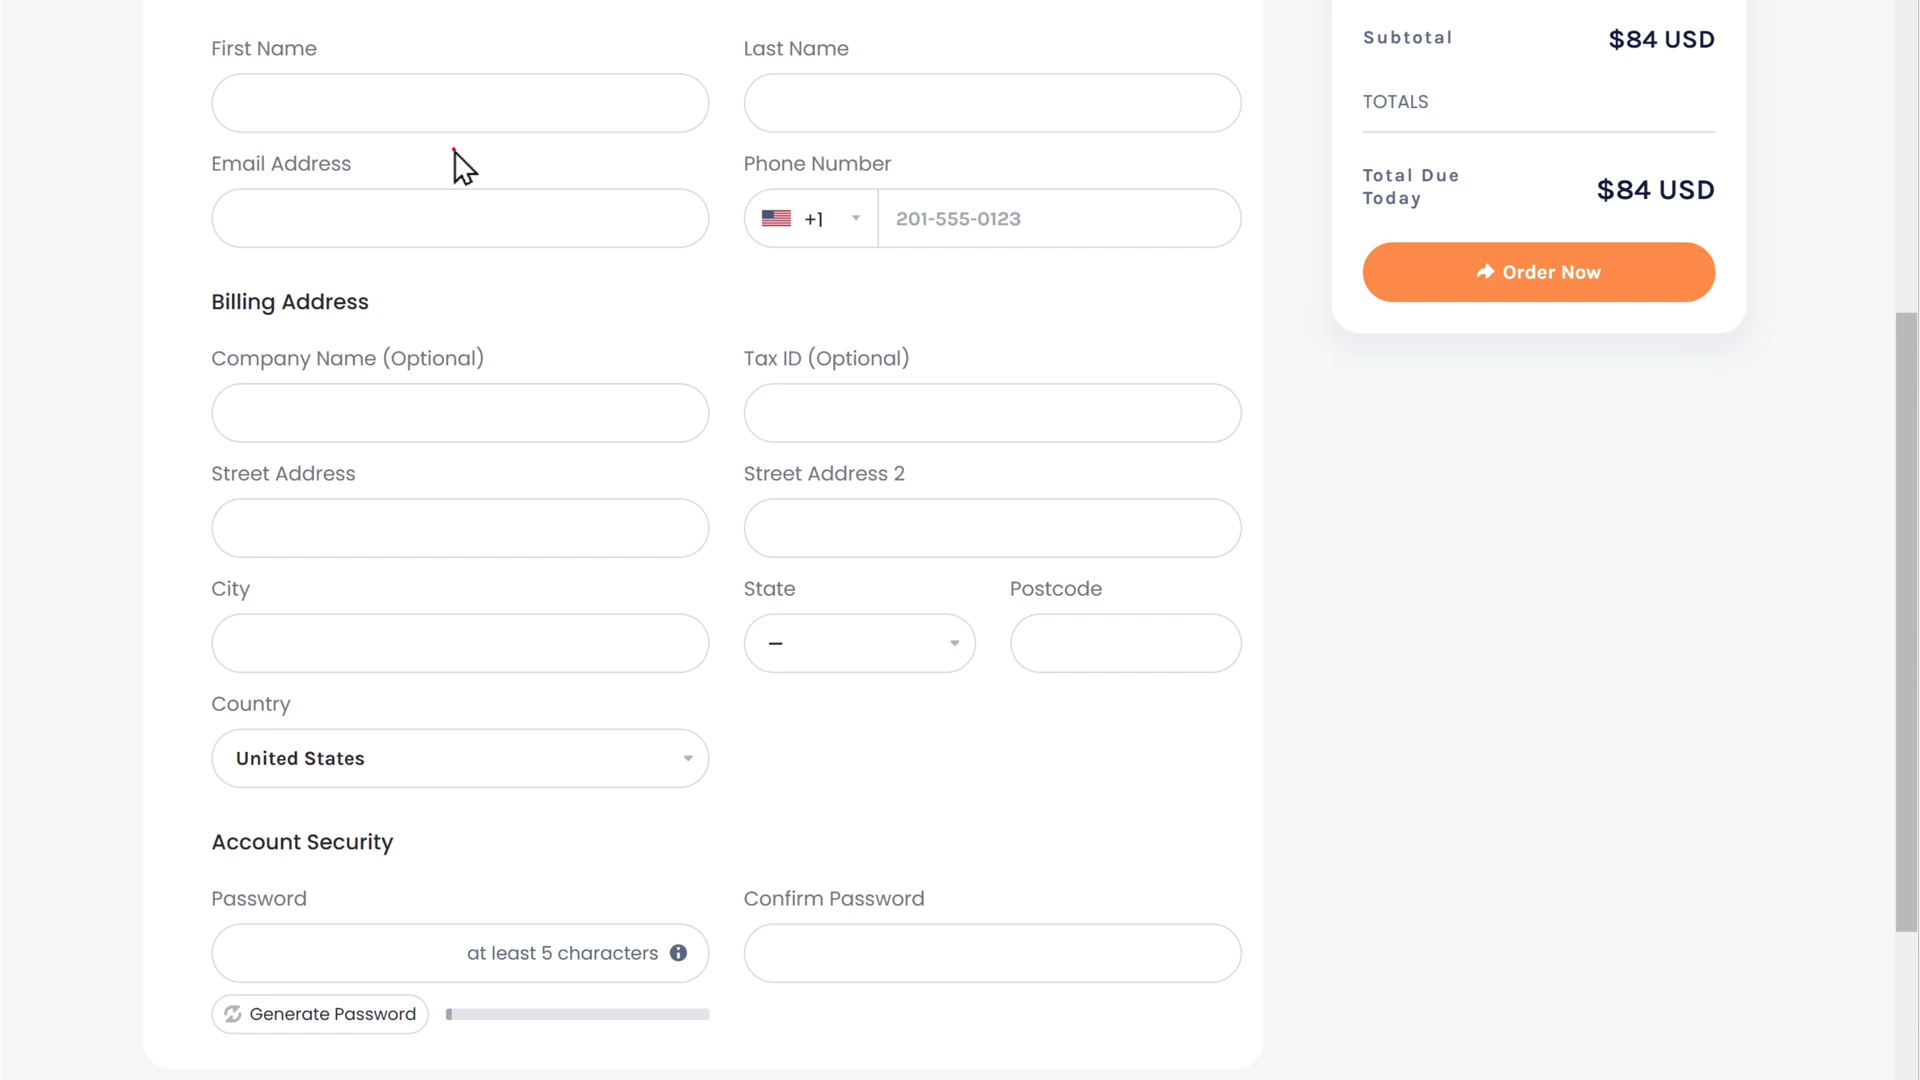 First Name
Last Name
Email Address
Phone Number
+1
201-555-0123
Billing Address
Company Name (Optional)
Tax ID (Optional)
Street Address
Street Address 2
City
State
Postcode
–
Country
United States
Account Security
Password
Confirm Password
at least 5 characters
Generate Password
Subtotal
$84 USD
TOTALS
Total Due
Today
$84 USD
Order Now